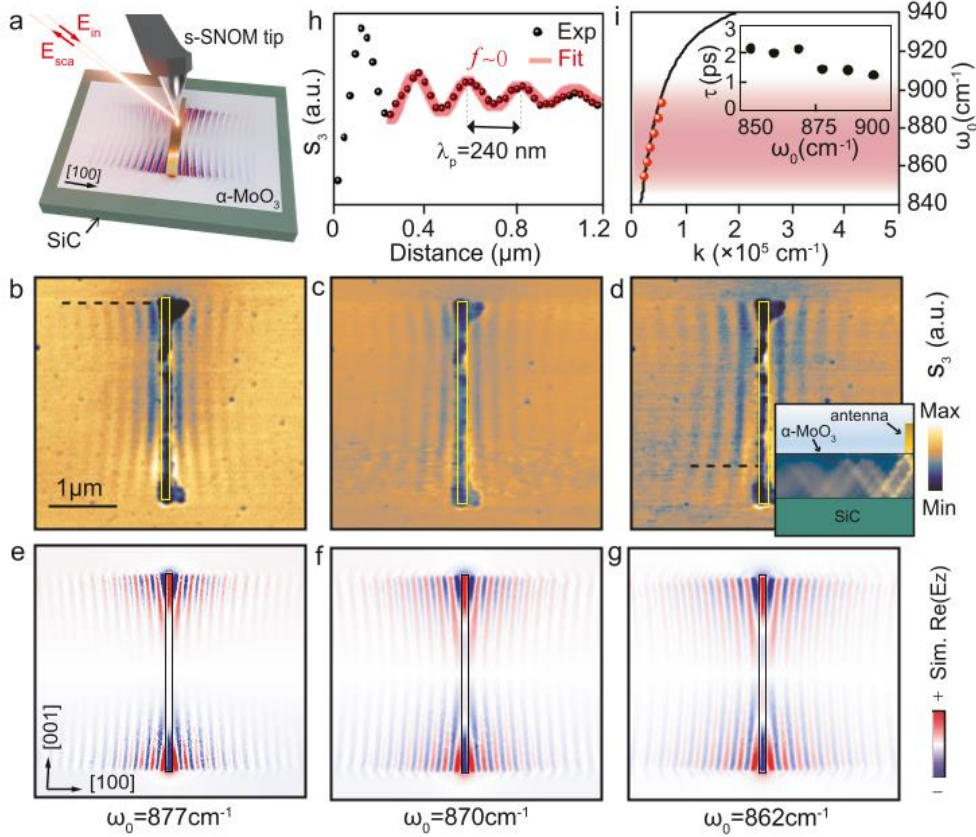 a
E_in
E_sca
s-SNOM tip
[100]
α-MoO₃
SiC
h
Exp
f~0
Fit
λ_p=240 nm
s₃ (a.u.)
0 0.4 0.8 1.2
Distance (μm)
i
τ (ps)
3
2
1
0
850 875 900
ω₀(cm⁻¹)
940
920
900
880
860
840
ω₀(cm⁻¹)
0 1 2 3 4 5
k (×10⁵ cm⁻¹)
b
1μm
c
d
antenna
α-MoO₃
SiC
s₃ (a.u.)
Max
Min
e
[001]
[100]
f
g
+ Sim. Re(Ez) −
ω₀=877cm⁻¹
ω₀=870cm⁻¹
ω₀=862cm⁻¹